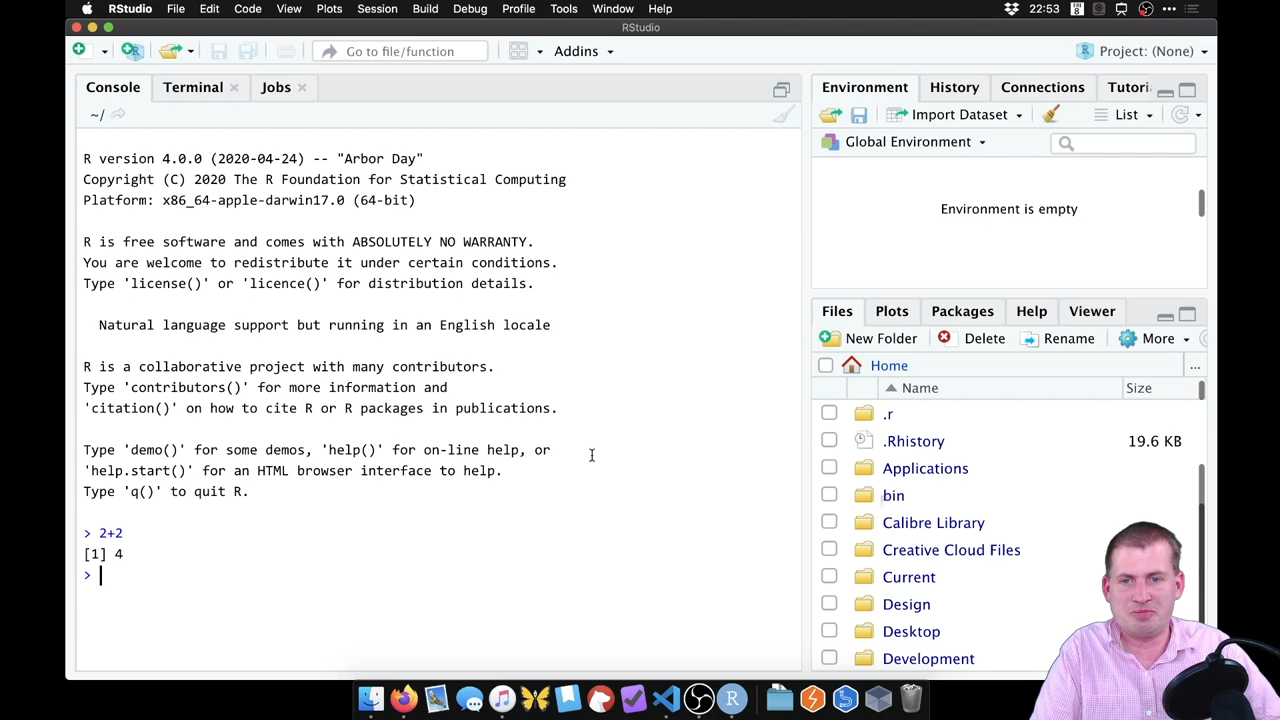 RStudio File Edit Code View Plots Session Build Debug Profile Tools Window Help 22:53
8
RStudio
Go to file/function Addins Project: (None)
Console Terminal Jobs
~/
R version 4.0.0 (2020-04-24) -- "Arbor Day"
Copyright (C) 2020 The R Foundation for Statistical Computing
Platform: x86_64-apple-darwin17.0 (64-bit)
R is free software and comes with ABSOLUTELY NO WARRANTY.
You are welcome to redistribute it under certain conditions.
Type 'license()' or 'licence()' for distribution details.
Natural language support but running in an English locale
R is a collaborative project with many contributors.
Type 'contributors()' for more information and
'citation()' on how to cite R or R packages in publications.
Type 'demo()' for some demos, 'help()' for on-line help, or
'help.start()' for an HTML browser interface to help.
Type 'q()' to quit R.
> 2+2
[1] 4
>
Environment History Connections Tutori
Import Dataset List
Global Environment
Environment is empty
Files Plots Packages Help Viewer
New Folder Delete Rename More
Home ...
Name Size
.r
.Rhistory 19.6 KB
Applications
bin
Calibre Library
Creative Cloud Files
Current
Design
Desktop
Development